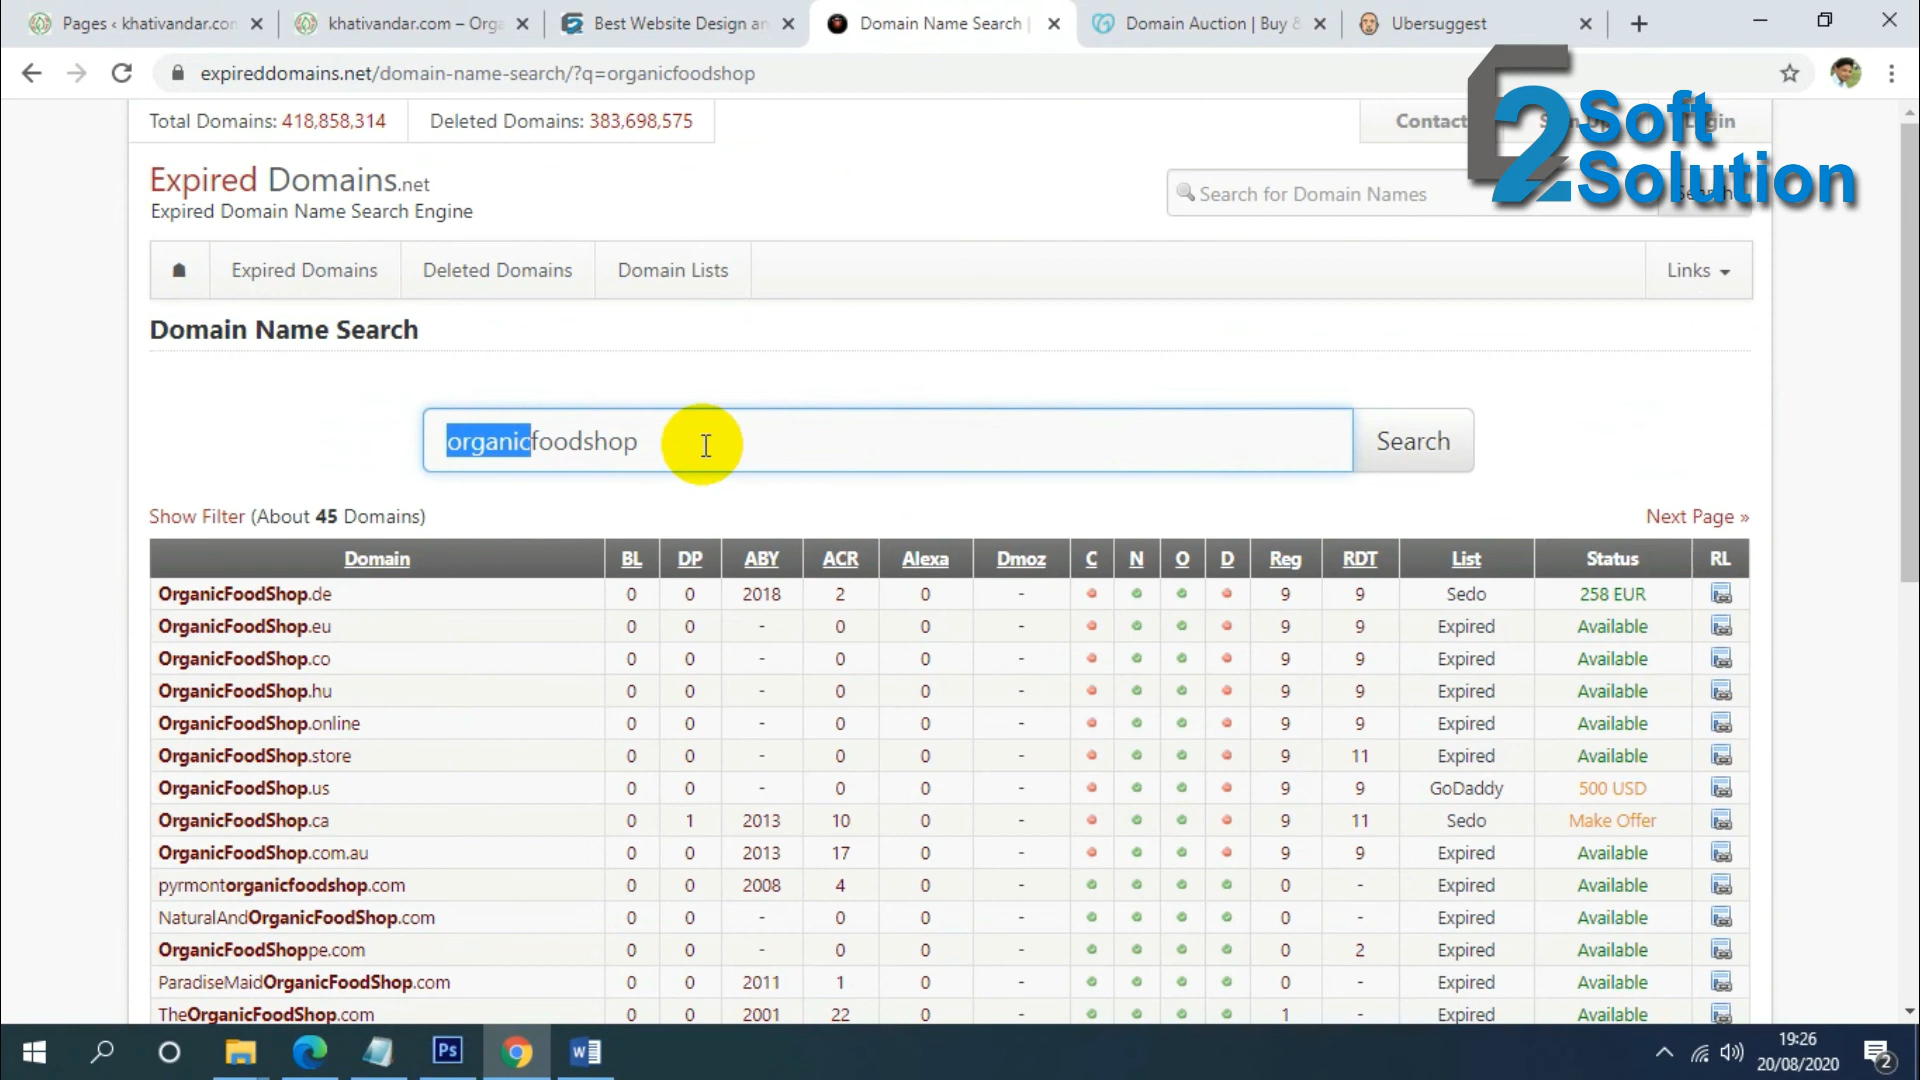 Pages ‹ khativandar.con
khativandar.com – Orga
Best Website Design an
Domain Name Search |
Domain Auction | Buy &
Ubersuggest
expireddomains.net/domain-name-search/?q=organicfoodshop
Total Domains: 418,858,314
Deleted Domains: 383,698,575
Contact
Login
2 Soft
Solution
Expired Domains.net
Expired Domain Name Search Engine
Search for Domain Names
Search
Expired Domains
Deleted Domains
Domain Lists
Links
Domain Name Search
organicfoodshop
Search
Show Filter (About 45 Domains)
Next Page »
Domain BL DP ABY ACR Alexa Dmoz C N O D Reg RDT List Status RL
OrganicFoodShop.de 0 0 2018 2 0 - 9 9 Sedo 258 EUR
OrganicFoodShop.eu 0 0 - 0 0 - 9 9 Expired Available
OrganicFoodShop.co 0 0 - 0 0 - 9 9 Expired Available
OrganicFoodShop.hu 0 0 - 0 0 - 9 9 Expired Available
OrganicFoodShop.online 0 0 - 0 0 - 9 9 Expired Available
OrganicFoodShop.store 0 0 - 0 0 - 9 11 Expired Available
OrganicFoodShop.us 0 0 - 0 0 - 9 9 GoDaddy 500 USD
OrganicFoodShop.ca 0 1 2013 10 0 - 9 11 Sedo Make Offer
OrganicFoodShop.com.au 0 0 2013 17 0 - 9 9 Expired Available
pyrmontorganicfoodshop.com 0 0 2008 4 0 - 0 - Expired Available
NaturalAndOrganicFoodShop.com 0 0 - 0 0 - 0 - Expired Available
OrganicFoodShoppe.com 0 0 - 0 0 - 0 2 Expired Available
ParadiseMaidOrganicFoodShop.com 0 0 2011 1 0 - 0 - Expired Available
TheOrganicFoodShop.com 0 0 2001 22 0 - 1 - Expired Available
Ps
W
19:26
20/08/2020
2